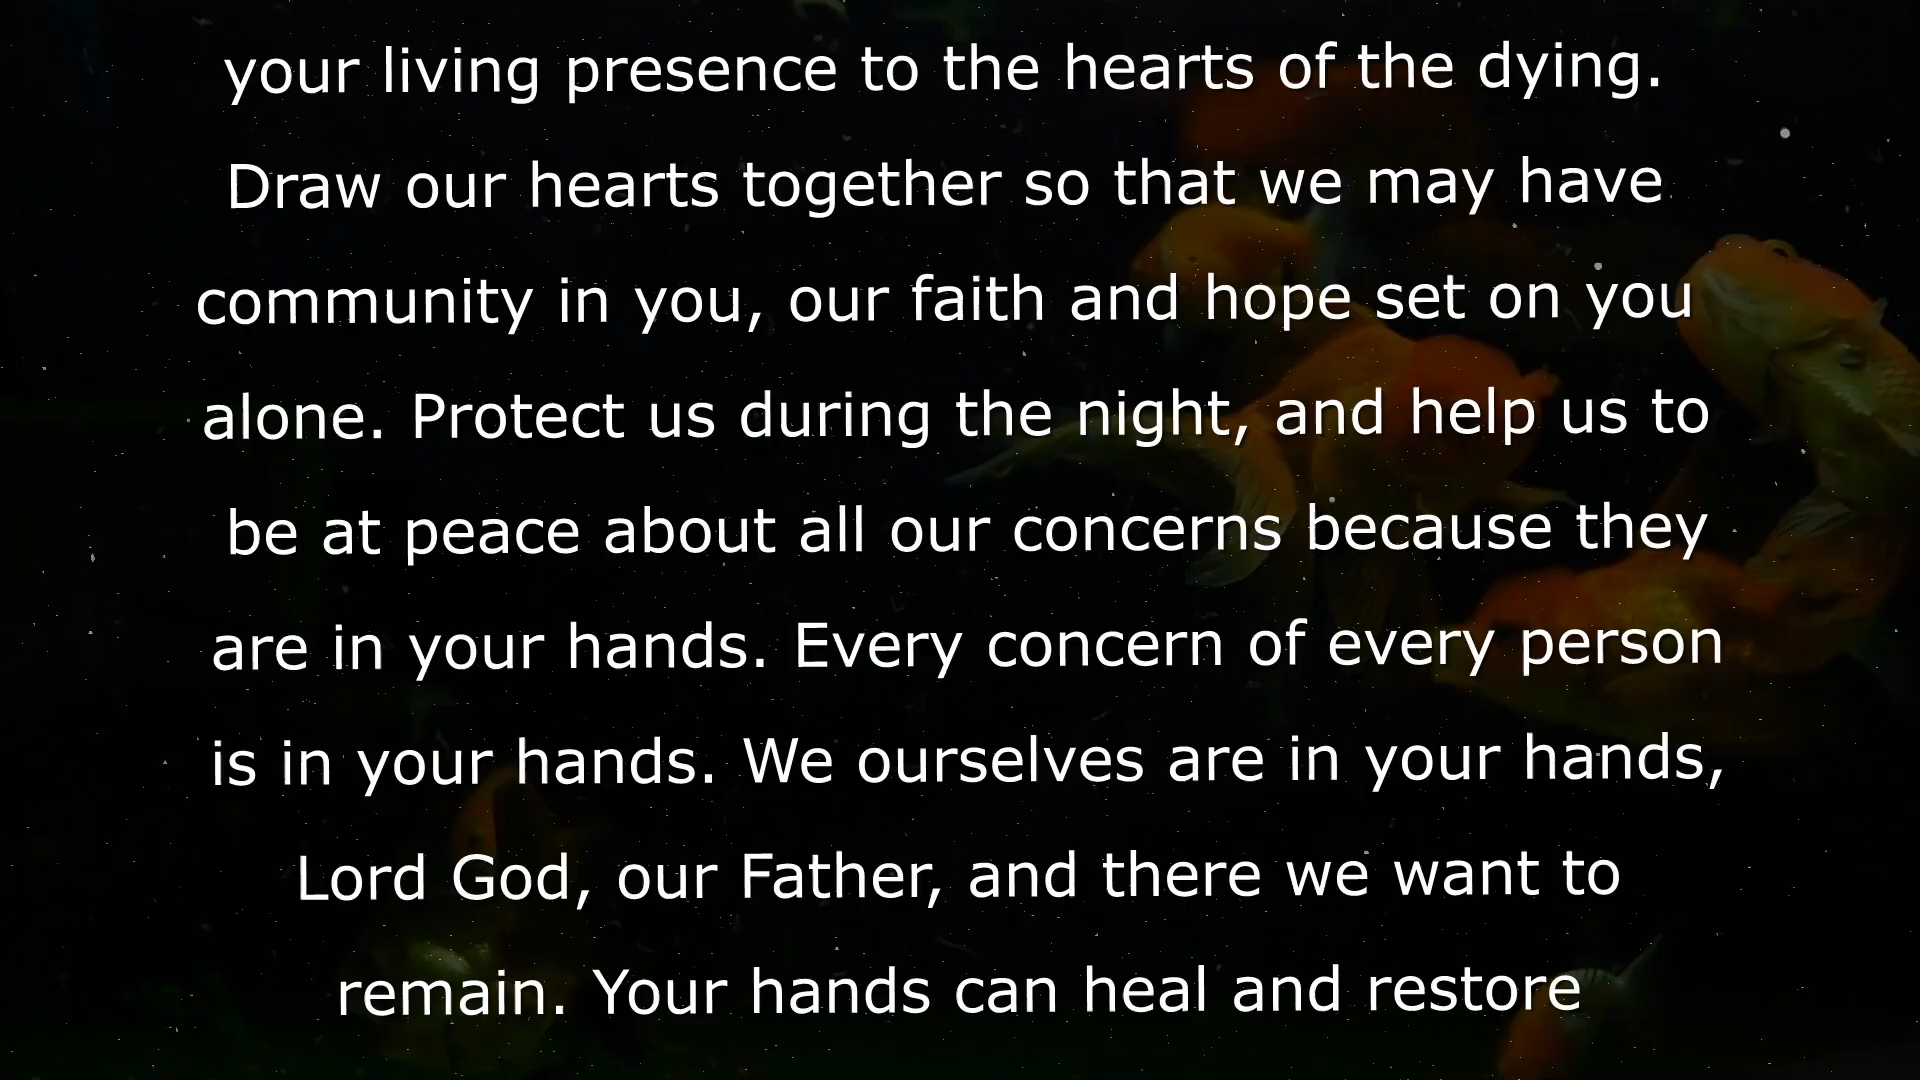 your living presence to the hearts of the dying.
Draw our hearts together so that we may have
community in you, our faith and hope set on you
alone. Protect us during the night, and help us to
be at peace about all our concerns because they
are in your hands. Every concern of every person
is in your hands. We ourselves are in your hands,
Lord God, our Father, and there we want to
remain. Your hands can heal and restore